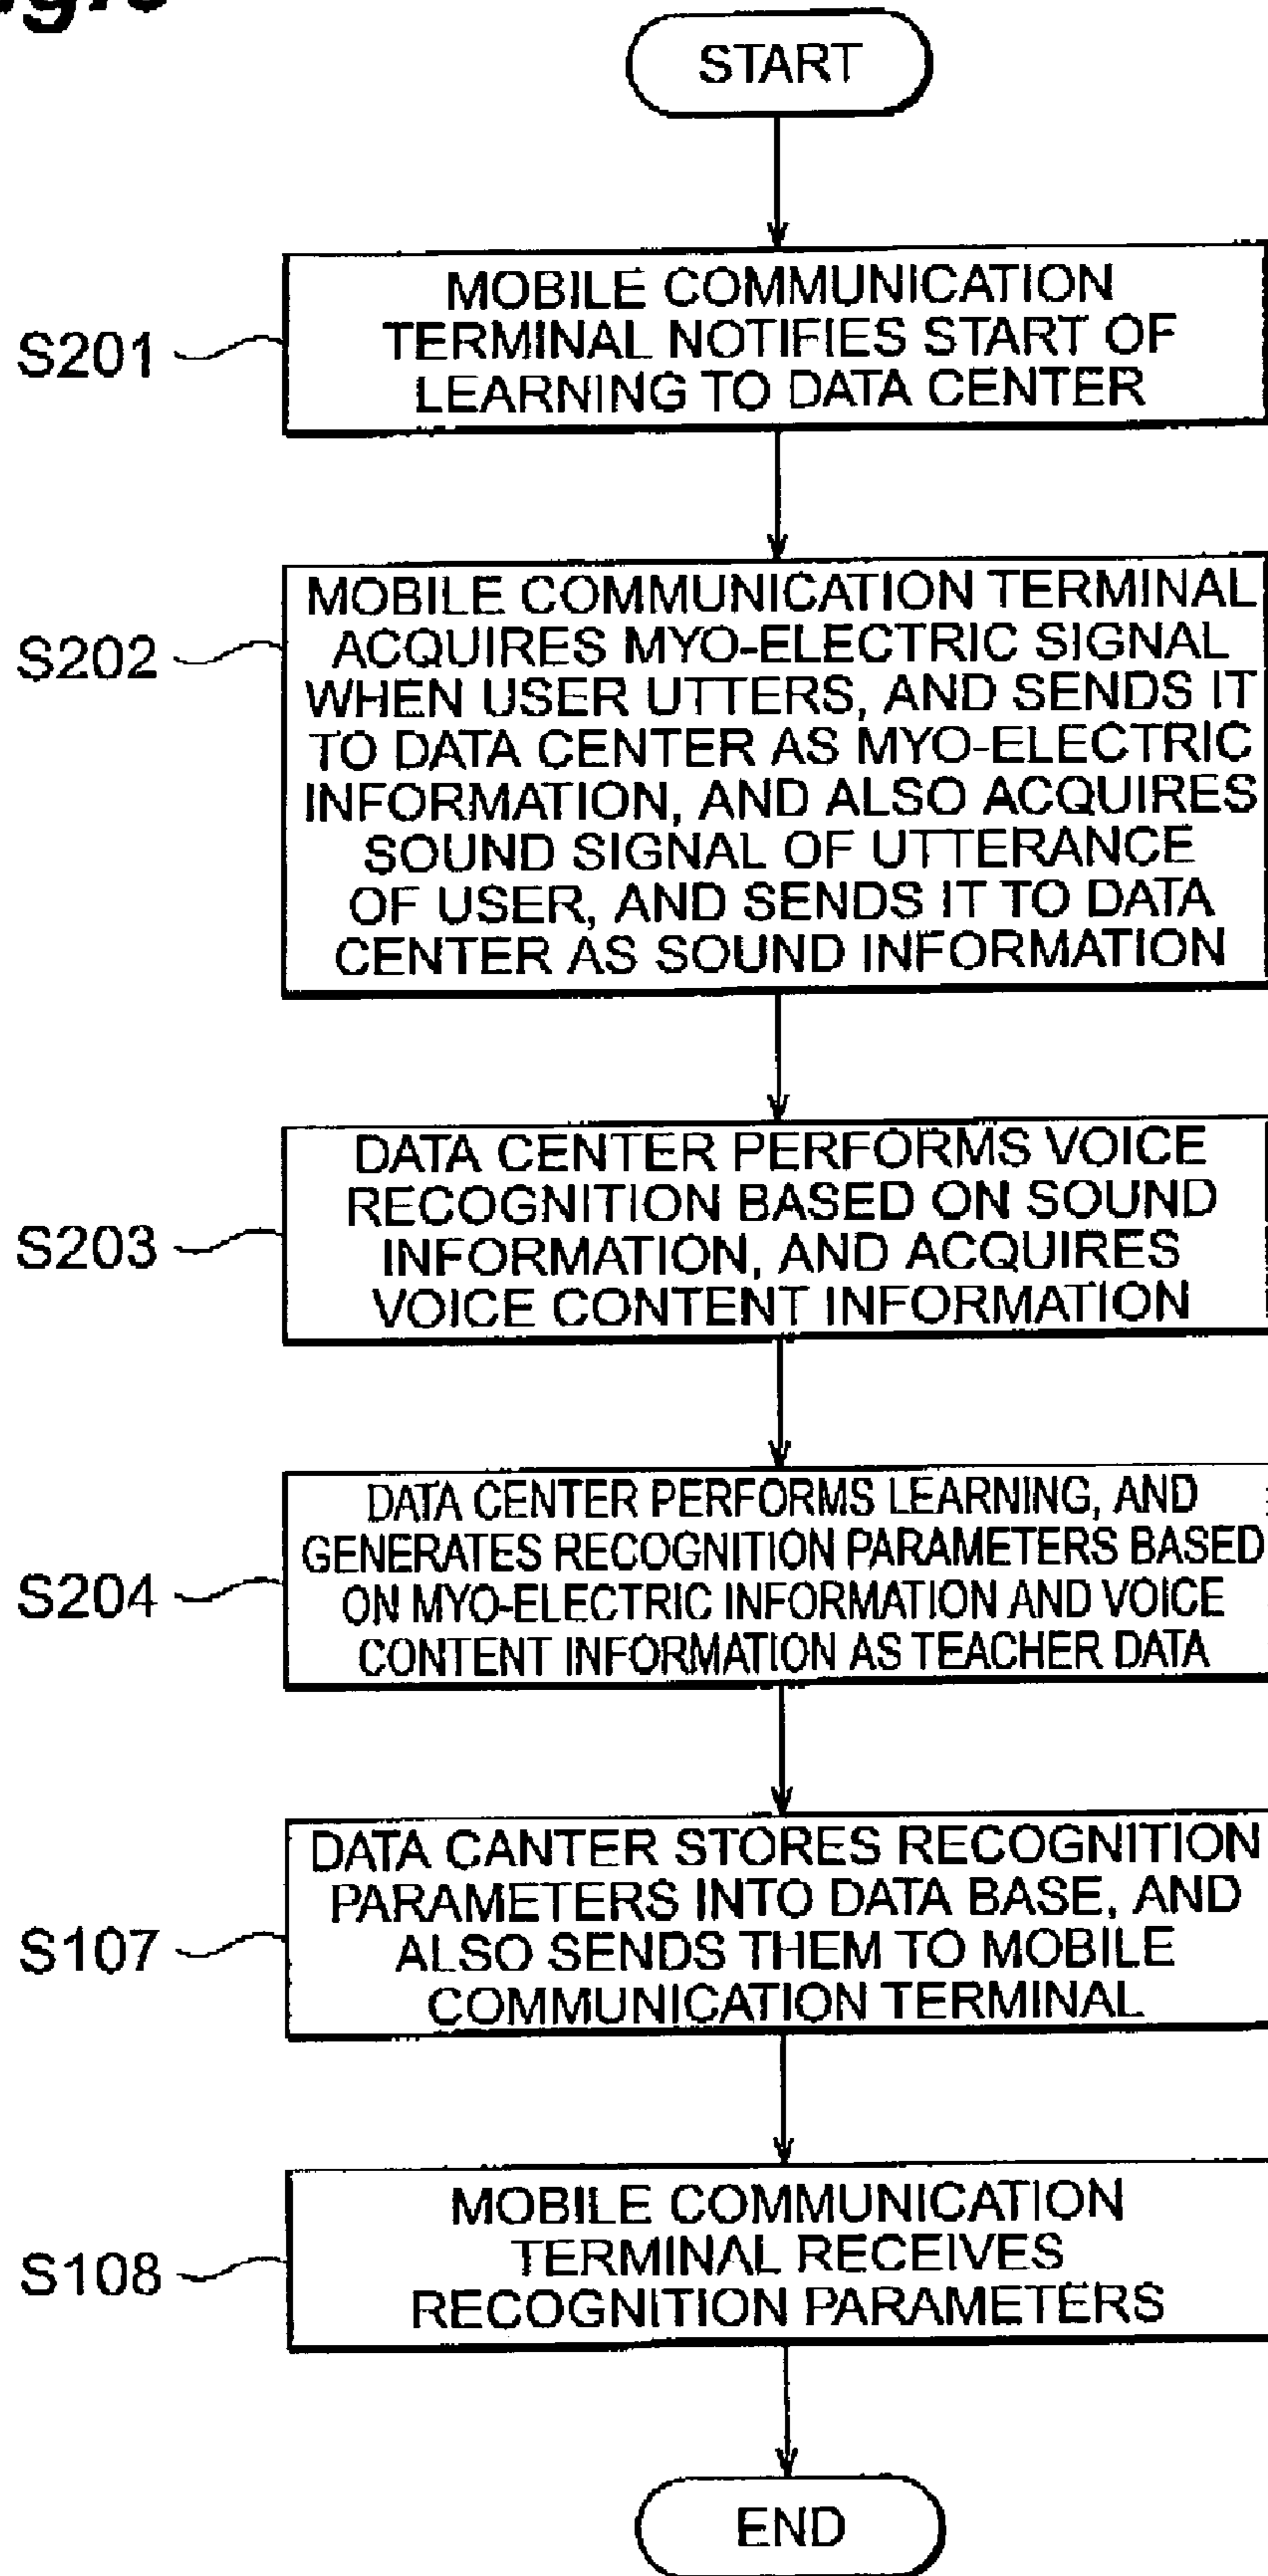 START
S201
MOBILE COMMUNICATION
TERMINAL NOTIFIES START OF
LEARNING TO DATA CENTER
S202
MOBILE COMMUNICATION TERMINAL
ACQUIRES MYO-ELECTRIC SIGNAL
WHEN USER UTTERS, AND SENDS IT
TO DATA CENTER AS MYO-ELECTRIC
INFORMATION, AND ALSO ACQUIRES
SOUND SIGNAL OF UTTERANCE
OF USER, AND SENDS IT TO DATA
CENTER AS SOUND INFORMATION
S203
DATA CENTER PERFORMS VOICE
RECOGNITION BASED ON SOUND
INFORMATION, AND ACQUIRES
VOICE CONTENT INFORMATION
S204
DATA CENTER PERFORMS LEARNING, AND
GENERATES RECOGNITION PARAMETERS BASED
ON MYO-ELECTRIC INFORMATION AND VOICE
CONTENT INFORMATION AS TEACHER DATA
S107
DATA CANTER STORES RECOGNITION
PARAMETERS INTO DATA BASE, AND
ALSO SENDS THEM TO MOBILE
COMMUNICATION TERMINAL
S108
MOBILE COMMUNICATION
TERMINAL RECEIVES
RECOGNITION PARAMETERS
END